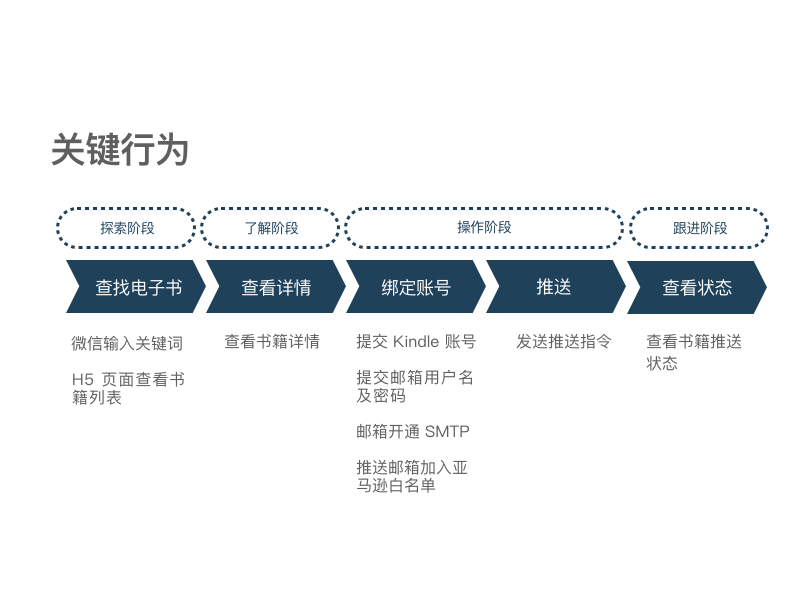 关键行为
探索阶段
了解阶段
操作阶段
跟进阶段
查找电子书
查看详情
绑定账号
推送
查看状态
微信输入关键词
H5 页面查看书
籍列表
查看书籍详情
提交 Kindle 账号
提交邮箱用户名
及密码
邮箱开通 SMTP
推送邮箱加入亚
马逊白名单
发送推送指令
查看书籍推送
状态